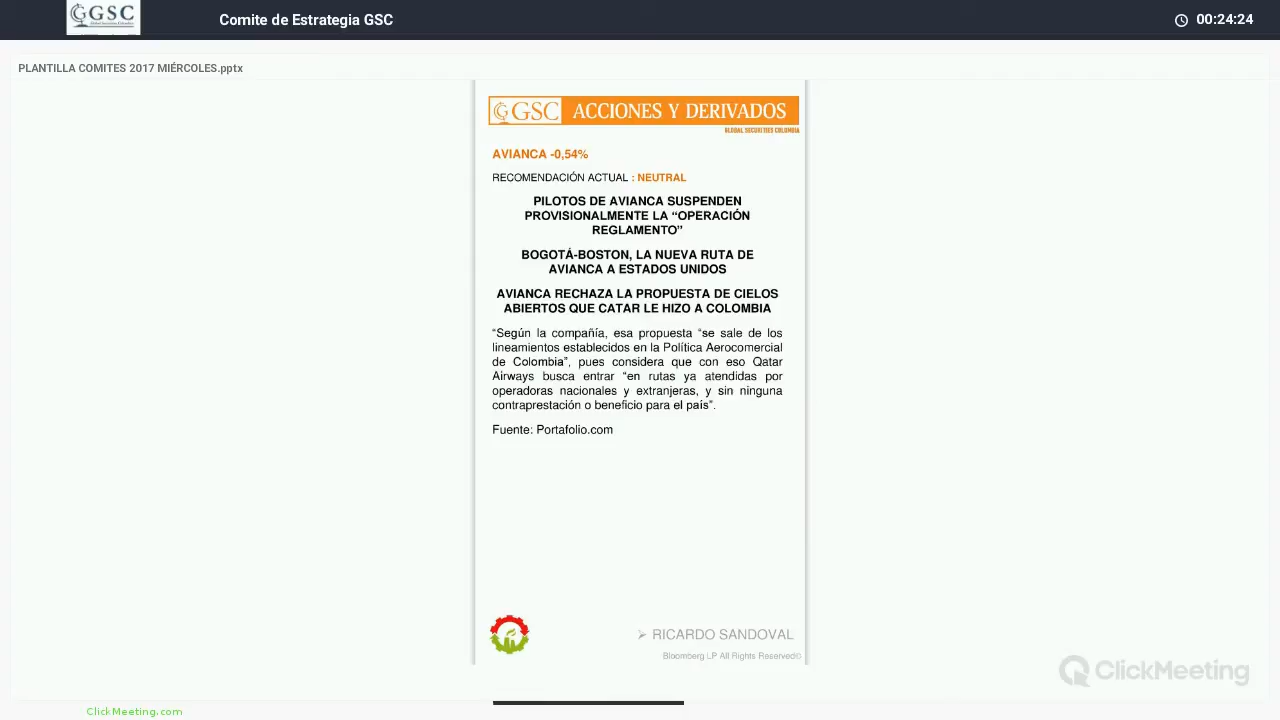 GSC
Global Securities Colombia
Comite de Estrategia GSC
00:24:24
PLANTILLA COMITES 2017 MIÉRCOLES.pptx
GSC ACCIONES Y DERIVADOS
GLOBAL SECURITIES COLOMBIA
AVIANCA -0,54%
RECOMENDACIÓN ACTUAL : NEUTRAL
PILOTOS DE AVIANCA SUSPENDEN
PROVISIONALMENTE LA “OPERACIÓN
REGLAMENTO”
BOGOTÁ-BOSTON, LA NUEVA RUTA DE
AVIANCA A ESTADOS UNIDOS
AVIANCA RECHAZA LA PROPUESTA DE CIELOS
ABIERTOS QUE CATAR LE HIZO A COLOMBIA
“Según la compañía, esa propuesta “se sale de los
lineamientos establecidos en la Política Aerocomercial
de Colombia”, pues considera que con eso Qatar
Airways busca entrar “en rutas ya atendidas por
operadoras nacionales y extranjeras, y sin ninguna
contraprestación o beneficio para el país”.
Fuente: Portafolio.com
RICARDO SANDOVAL
Bloomberg LP All Rights Reserved©
ClickMeeting
ClickMeeting.com